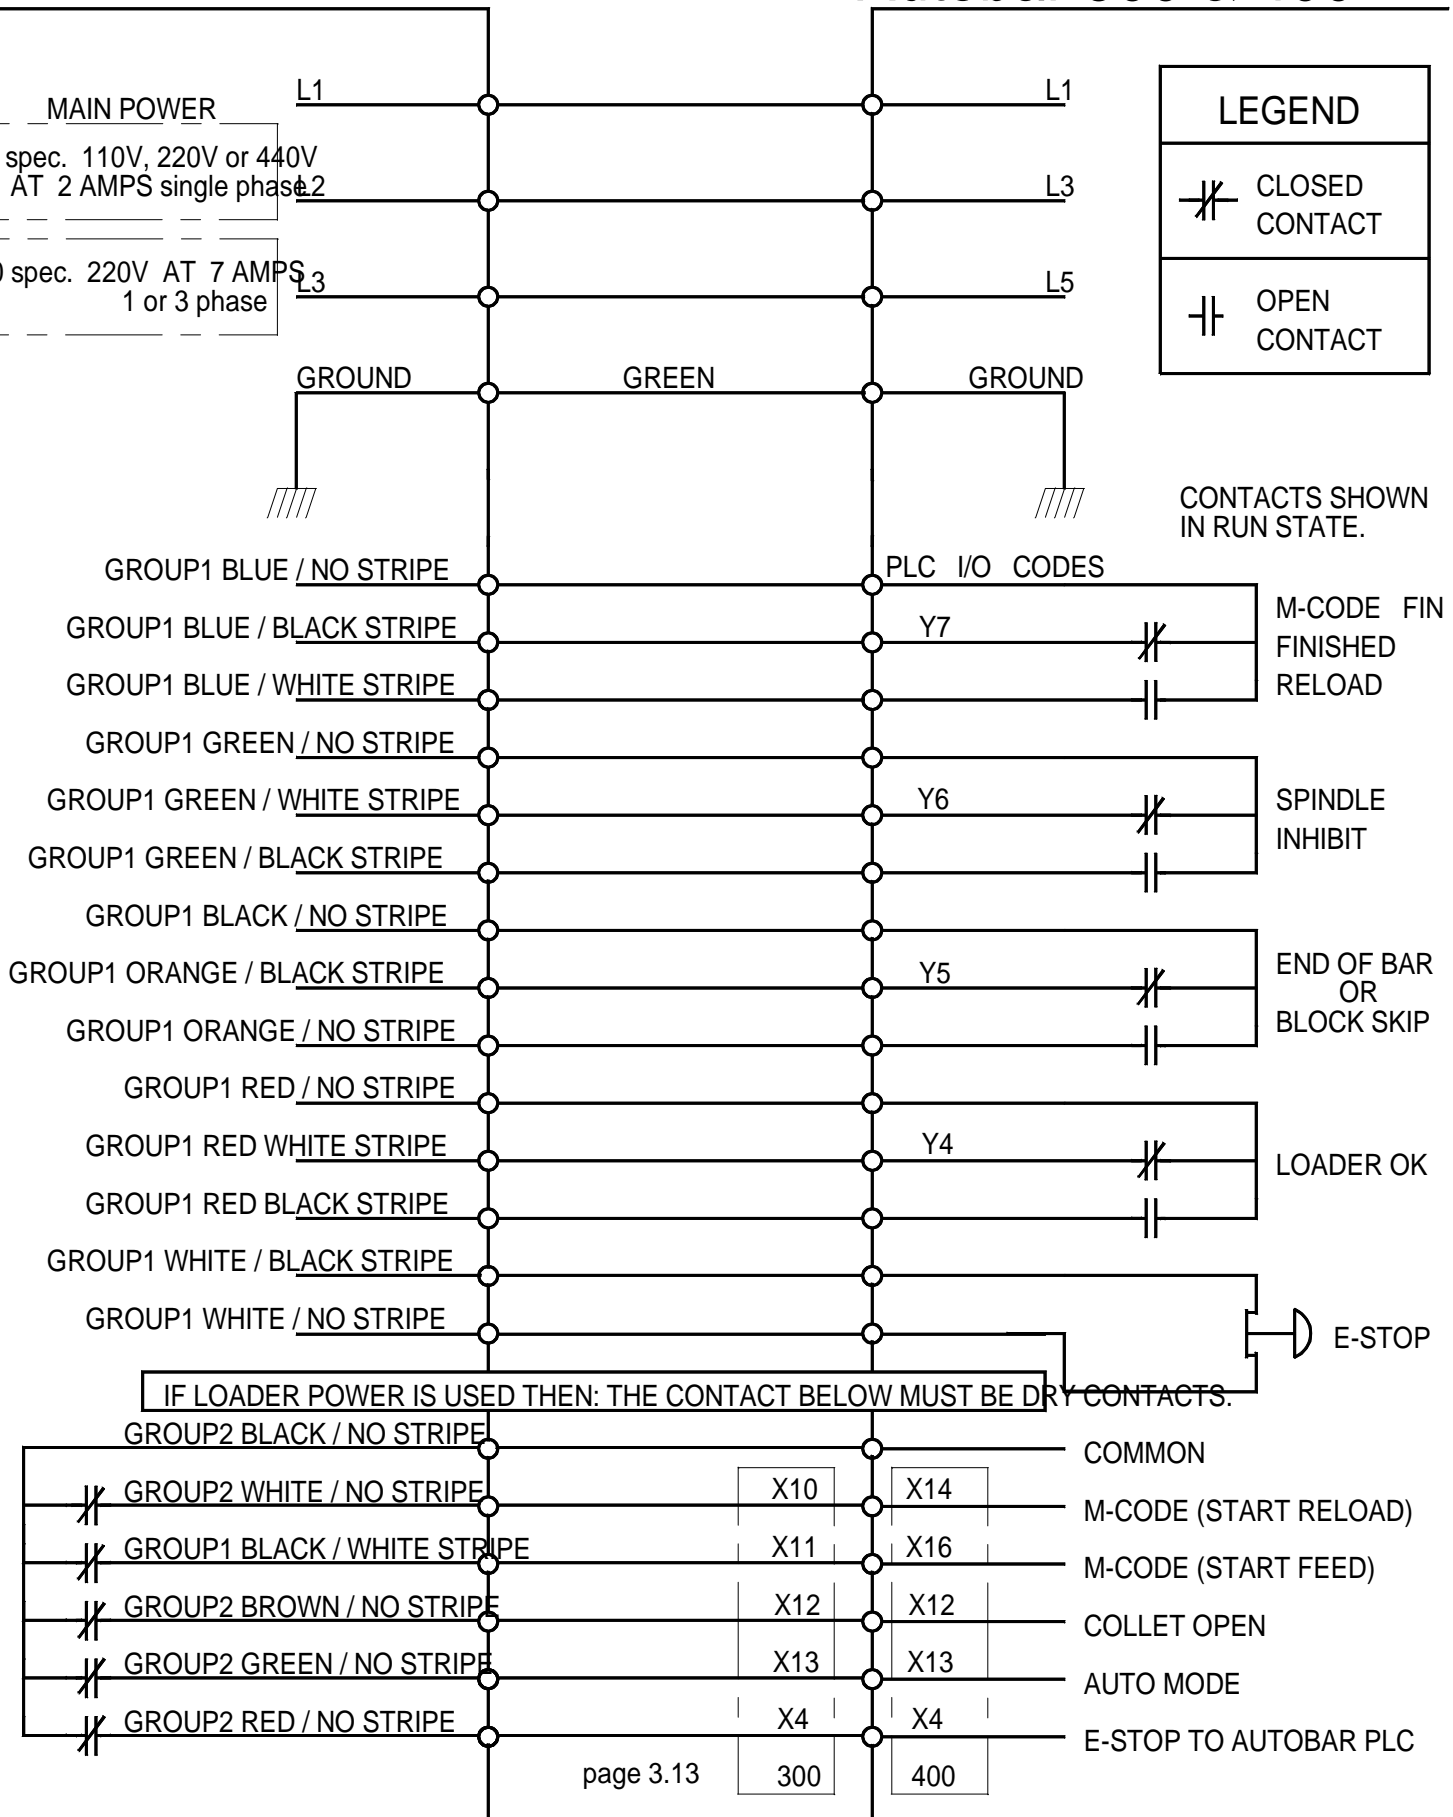 L1
L1
LEGEND
MAIN POWER
spec. 110V, 220V or 440V
AT 2 AMPS single phase
L2
L3
CLOSED
CONTACT
spec. 220V AT 7 AMPS
1 or 3 phase
L3
L5
OPEN
CONTACT
GROUND
GREEN
GROUND
CONTACTS SHOWN
IN RUN STATE.
GROUP1 BLUE / NO STRIPE
PLC I/O CODES
GROUP1 BLUE / BLACK STRIPE
Y7
M-CODE FIN
FINISHED
RELOAD
GROUP1 BLUE / WHITE STRIPE
GROUP1 GREEN / NO STRIPE
GROUP1 GREEN / WHITE STRIPE
Y6
SPINDLE
INHIBIT
GROUP1 GREEN / BLACK STRIPE
GROUP1 BLACK / NO STRIPE
GROUP1 ORANGE / BLACK STRIPE
Y5
END OF BAR
OR
BLOCK SKIP
GROUP1 ORANGE / NO STRIPE
GROUP1 RED / NO STRIPE
GROUP1 RED WHITE STRIPE
Y4
LOADER OK
GROUP1 RED BLACK STRIPE
GROUP1 WHITE / BLACK STRIPE
GROUP1 WHITE / NO STRIPE
E-STOP
IF LOADER POWER IS USED THEN: THE CONTACT BELOW MUST BE DRY CONTACTS.
GROUP2 BLACK / NO STRIPE
COMMON
GROUP2 WHITE / NO STRIPE
X10
X14
M-CODE (START RELOAD)
GROUP1 BLACK / WHITE STRIPE
X11
X16
M-CODE (START FEED)
GROUP2 BROWN / NO STRIPE
X12
X12
COLLET OPEN
GROUP2 GREEN / NO STRIPE
X13
X13
AUTO MODE
GROUP2 RED / NO STRIPE
X4
X4
E-STOP TO AUTOBAR PLC
page 3.13
300
400